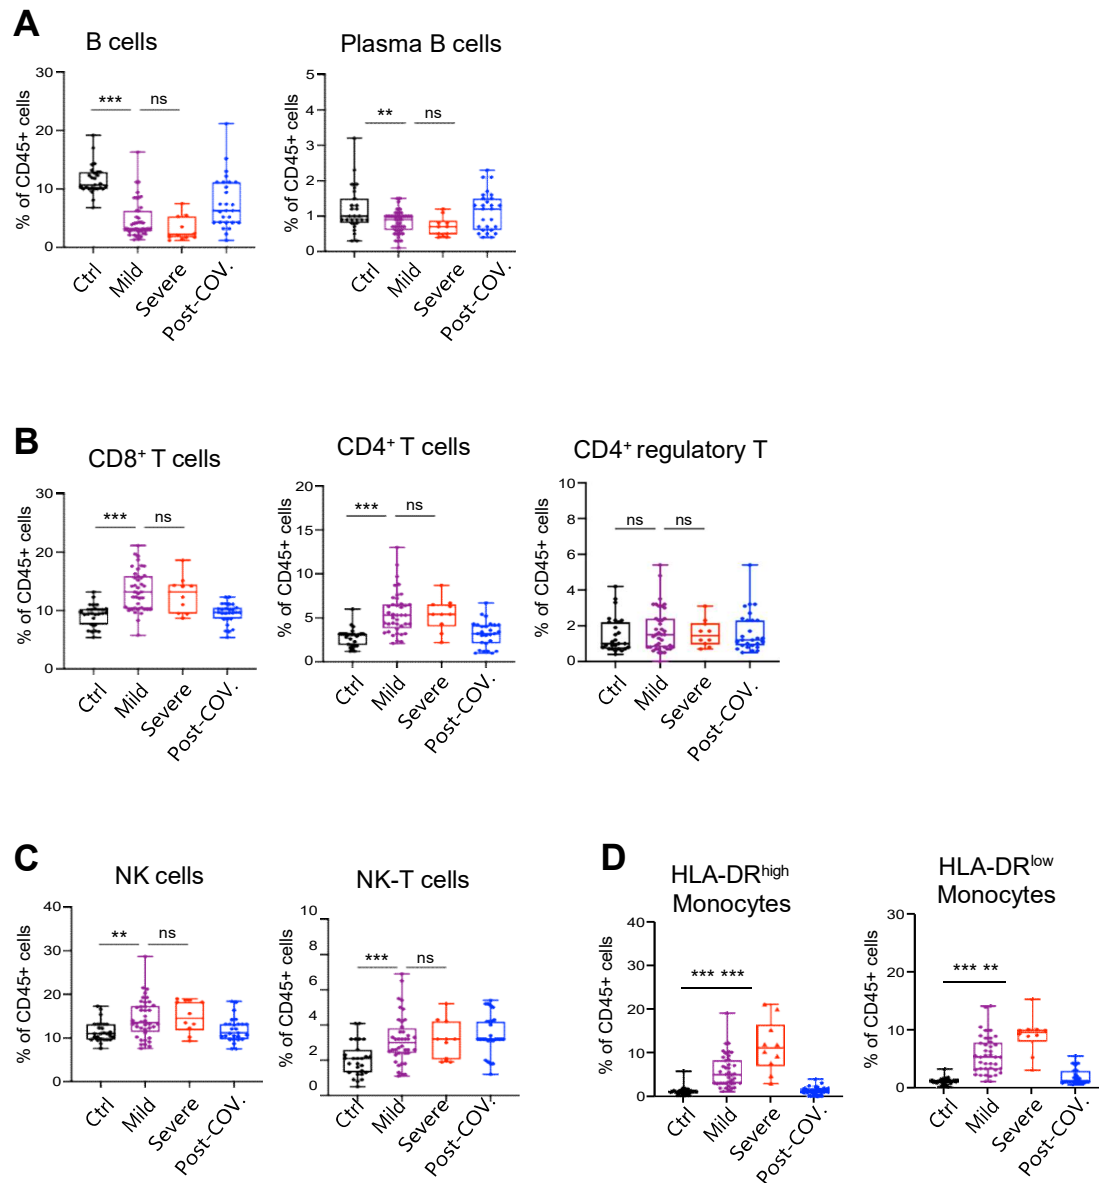 A
B cells
% of CD45+ cells
30
20
10
0
*** ns
Ctrl
Mild
Severe
Post-COV.
Plasma B cells
% of CD45+ cells
5
4
3
2
1
0
** ns
Ctrl
Mild
Severe
Post-COV.
B
CD8+ T cells
% of CD45+ cells
30
20
10
0
*** ns
Ctrl
Mild
Severe
Post-COV.
CD4+ T cells
% of CD45+ cells
20
15
10
5
0
*** ns
Ctrl
Mild
Severe
Post-COV.
CD4+ regulatory T
% of CD45+ cells
10
8
6
4
2
0
ns ns
Ctrl
Mild
Severe
Post-COV.
C
NK cells
% of CD45+ cells
40
30
20
10
0
** ns
Ctrl
Mild
Severe
Post-COV.
NK-T cells
% of CD45+ cells
10
8
6
4
2
0
*** ns
Ctrl
Mild
Severe
Post-COV.
D
HLA-DRhigh
Monocytes
% of CD45+ cells
40
30
20
10
0
*** ***
Ctrl
Mild
Severe
Post-COV.
HLA-DRlow
Monocytes
% of CD45+ cells
30
20
10
0
*** **
Ctrl
Mild
Severe
Post-COV.